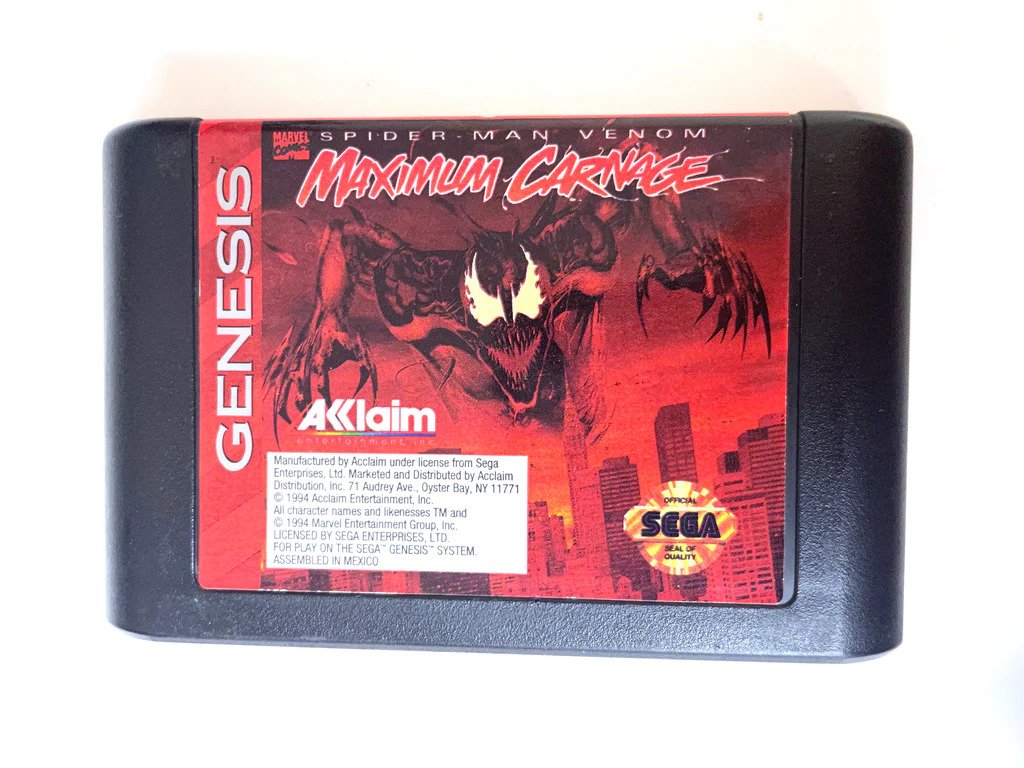 GENESIS
MARVEL
COMICS
SPIDER-MAN VENOM
MAXIMUM CARNAGE
AKKlaim
entertainment, inc.
Manufactured by Acclaim under license from Sega
Enterprises, Ltd. Marketed and Distributed by Acclaim
Distribution, Inc. 71 Audrey Ave., Oyster Bay, NY 11771
© 1994 Acclaim Entertainment, Inc.
All character names and likenesses TM and
© 1994 Marvel Entertainment Group, Inc.
LICENSED BY SEGA ENTERPRISES, LTD.
FOR PLAY ON THE SEGA™ GENESIS™ SYSTEM.
ASSEMBLED IN MEXICO
OFFICIAL
SEGA
SEAL OF
QUALITY